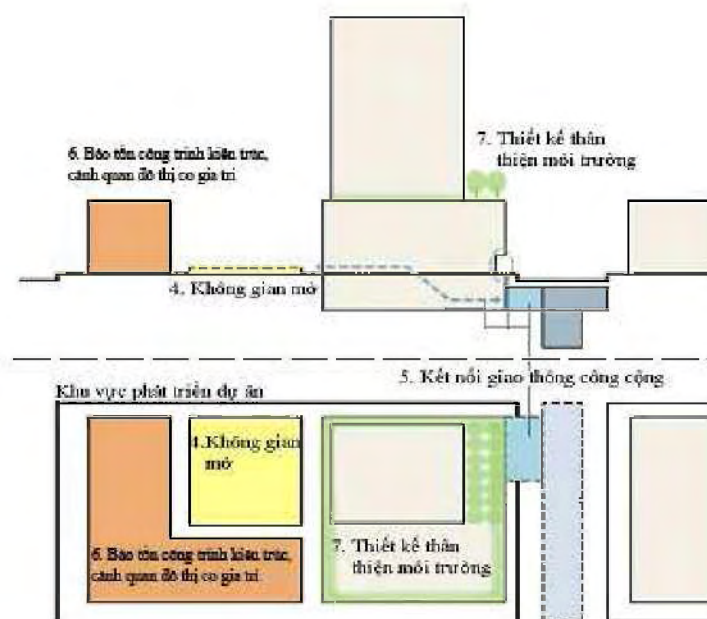 7. Thiết kế thân
thiện môi trường
6. Bảo tồn công trình kiến trúc,
cảnh quan đô thị có giá trị
4. Không gian mở
5. Kết nối giao thông công cộng
Khu vực phát triển dự án
4.Không gian
mở
6. Bảo tồn công trình kiến trúc,
cảnh quan đô thị có giá trị
7. Thiết kế thân
thiện môi trường